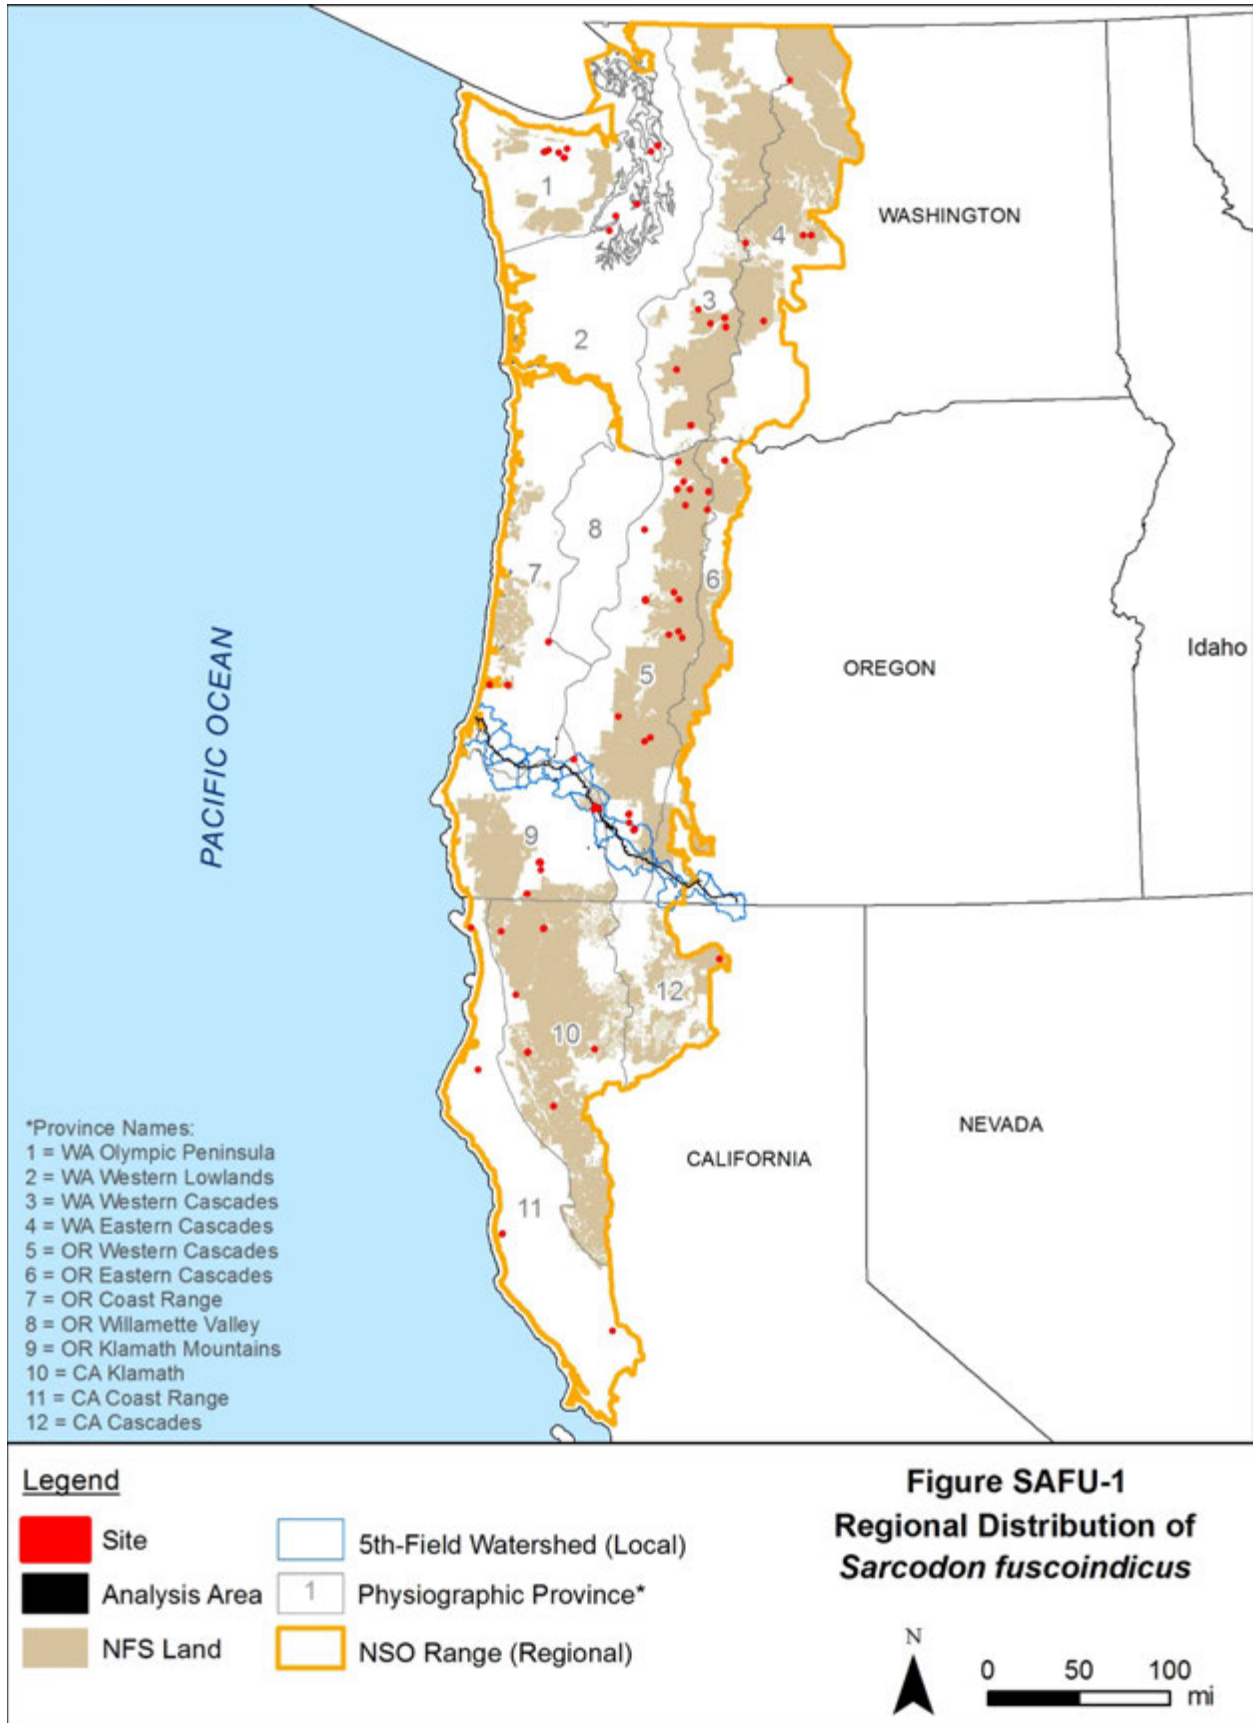 WASHINGTON
1
4
3
2
8
7
6
Idaho
5
OREGON
PACIFIC OCEAN
9
12
10
NEVADA
CALIFORNIA
11
*Province Names:
1 = WA Olympic Peninsula
2 = WA Western Lowlands
3 = WA Western Cascades
4 = WA Eastern Cascades
5 = OR Western Cascades
6 = OR Eastern Cascades
7 = OR Coast Range
8 = OR Willamette Valley
9 = OR Klamath Mountains
10 = CA Klamath
11 = CA Coast Range
12 = CA Cascades
Legend
Site
Analysis Area
NFS Land
5th-Field Watershed (Local)
1 Physiographic Province*
NSO Range (Regional)
Figure SAFU-1
Regional Distribution of
Sarcodon fuscoindicus
N
0 50 100
mi